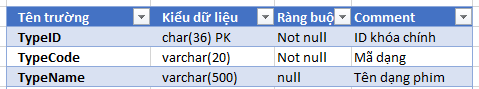 Tên trường Kiểu dữ liệu Ràng buộ Comment
TypeID char(36) PK Not null ID khóa chính
TypeCode varchar(20) Not null Mã dạng
TypeName varchar(500) null Tên dạng phim